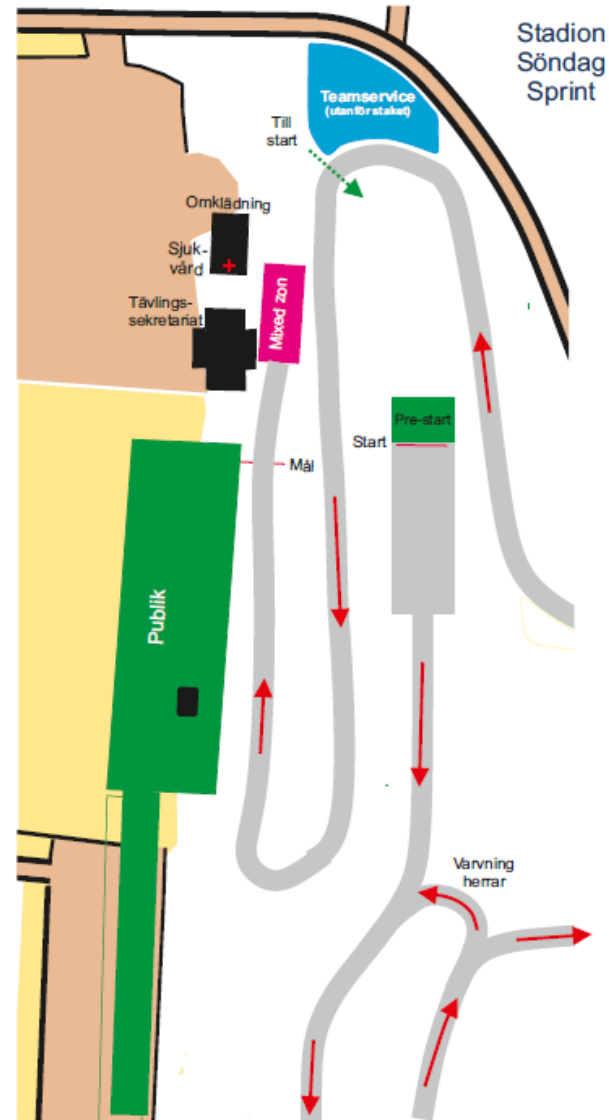 Stadion
Söndag
Sprint
Teamservice
(utanför staket)
Till
start
Omklädning
Sjuk-
vård
Tävlings-
sekretariat
Mixed zon
Pre-start
Start
Mål
Publik
Varvning
herrar